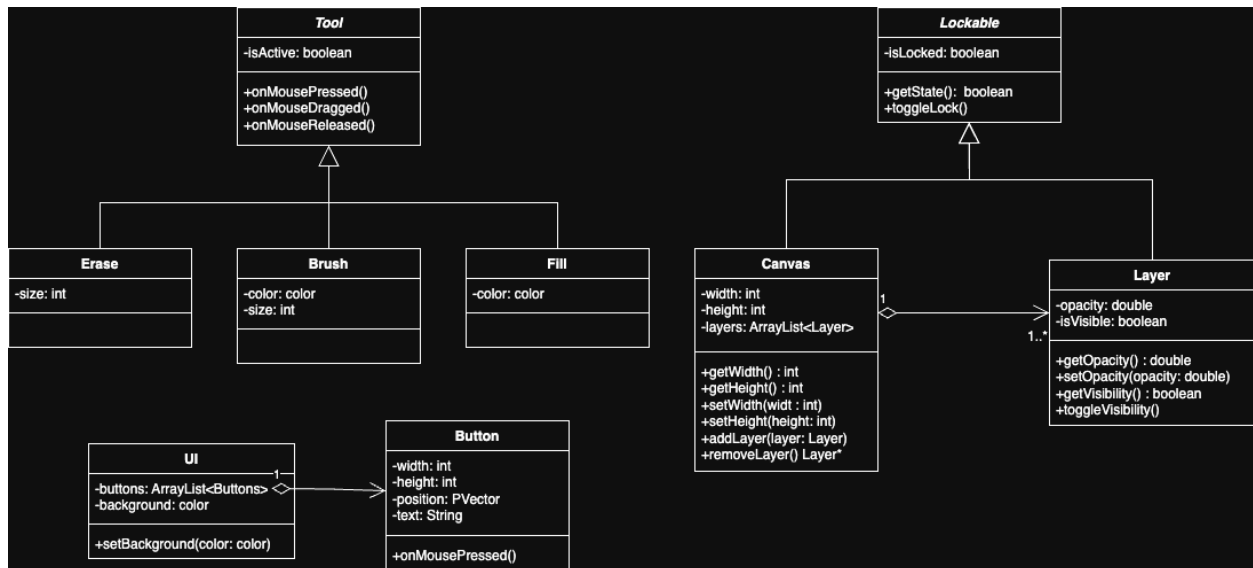 Tool
-isActive: boolean
+onMousePressed()
+onMouseDragged()
+onMouseReleased()
Lockable
-isLocked: boolean
+getState(): boolean
+toggleLock()
Erase
-size: int
Brush
-color: color
-size: int
Fill
-color: color
Canvas
-width: int
-height: int
-layers: ArrayList<Layer>
+getWidth() : int
+getHeight() : int
+setWidth(widt : int)
+setHeight(height: int)
+addLayer(layer: Layer)
+removeLayer() Layer*
1
1..*
Layer
-opacity: double
-isVisible: boolean
+getOpacity() : double
+setOpacity(opacity: double)
+getVisibility() : boolean
+toggleVisibility()
UI
-buttons: ArrayList<Buttons>
-background: color
+setBackground(color: color)
1
Button
-width: int
-height: int
-position: PVector
-text: String
+onMousePressed()